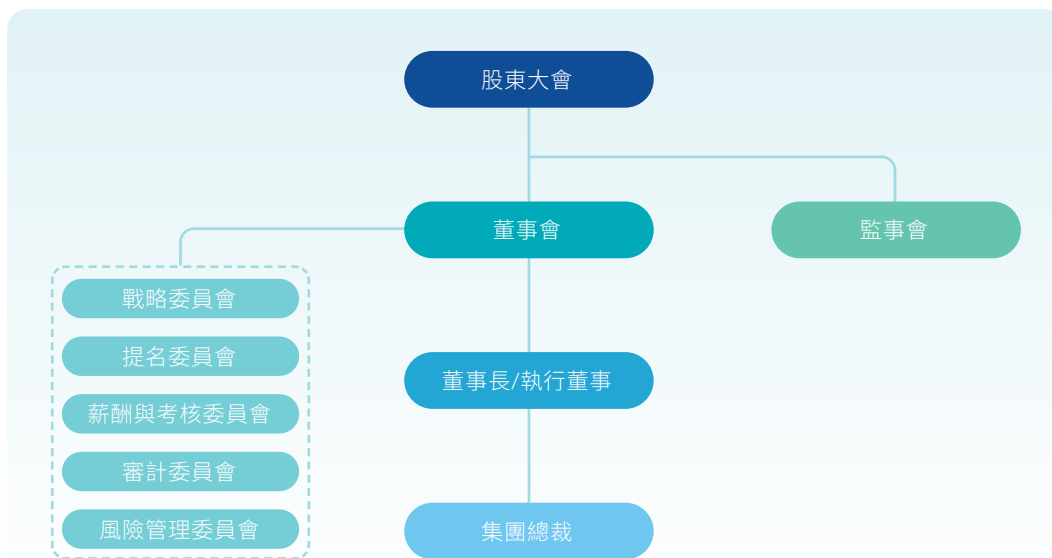 股東大會
董事會
監事會
戰略委員會
提名委員會
薪酬與考核委員會
審計委員會
風險管理委員會
董事長/執行董事
集團總裁